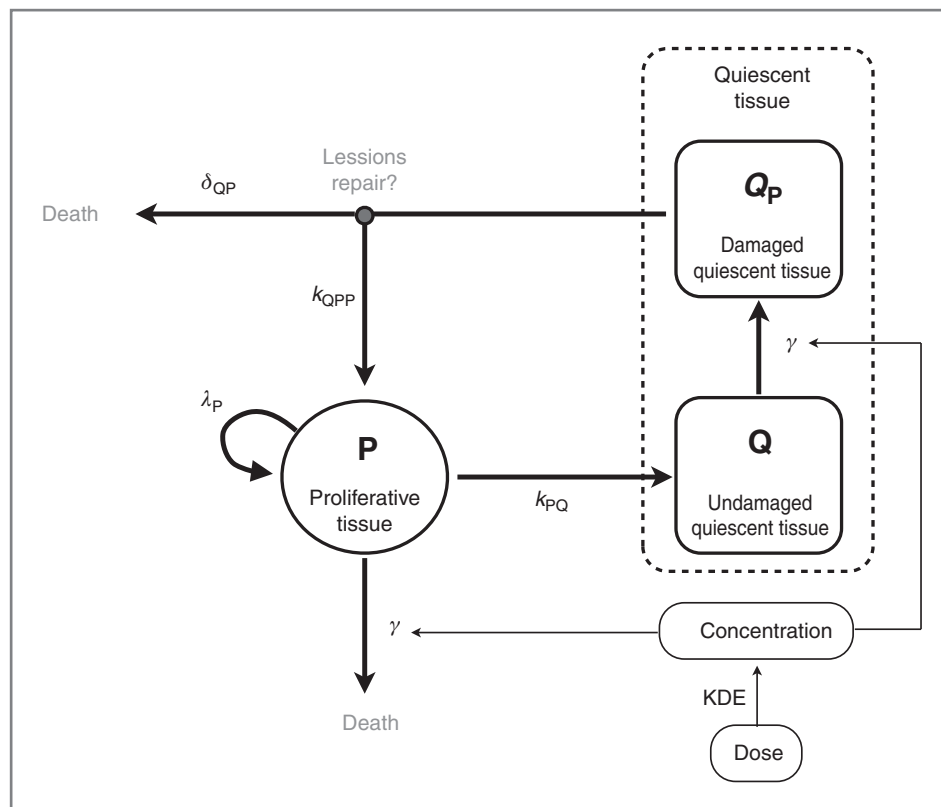 Quiescent
tissue
Lessions
repair?
δQP
Death
QP
Damaged
quiescent tissue
kQPP
γ
λP
P
Proliferative
tissue
kPQ
Q
Undamaged
quiescent tissue
γ
Concentration
KDE
Death
Dose